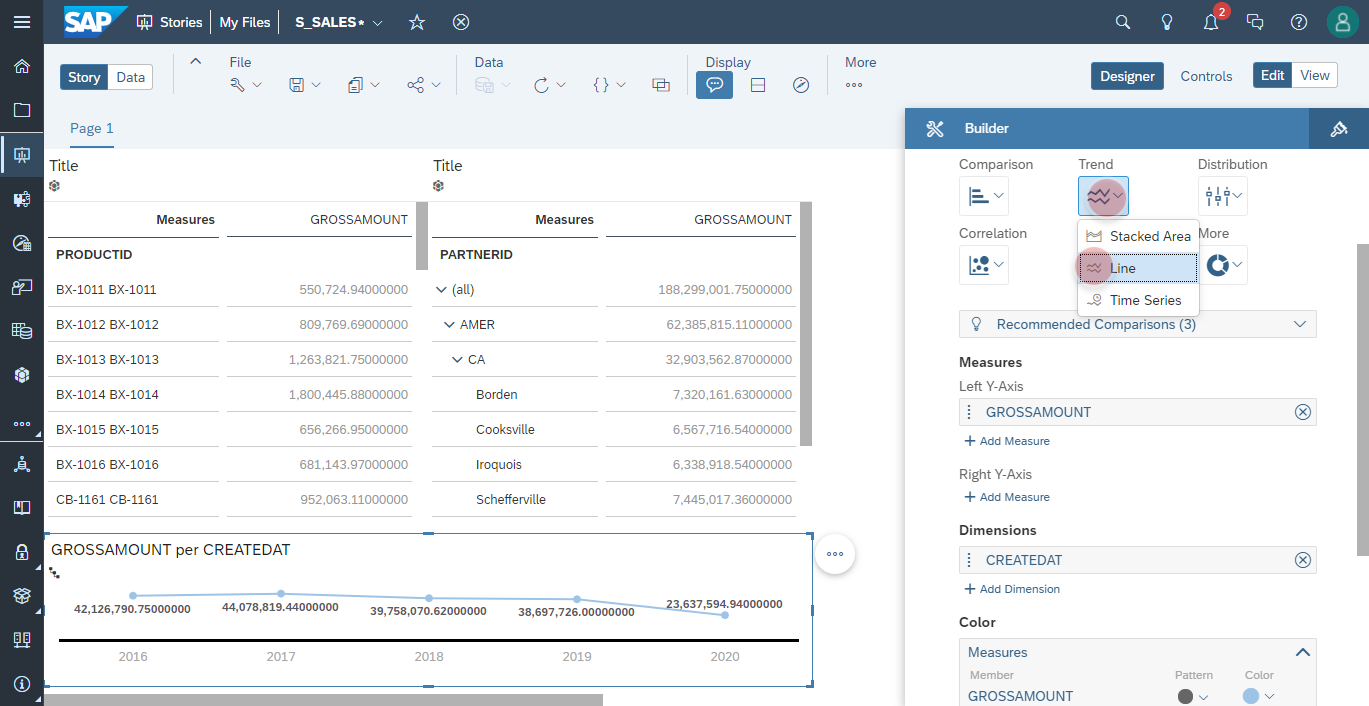 SAP Stories My Files S_SALES* 2
Story Data File Data Display More Designer Controls Edit View
Page 1
Builder
Title
Title
Measures GROSSAMOUNT
PRODUCTID
BX-1011 BX-1011 550,724.94000000
BX-1012 BX-1012 809,769.69000000
BX-1013 BX-1013 1,263,821.75000000
BX-1014 BX-1014 1,800,445.88000000
BX-1015 BX-1015 656,266.95000000
BX-1016 BX-1016 681,143.97000000
CB-1161 CB-1161 952,063.11000000
Measures GROSSAMOUNT
PARTNERID
(all) 188,299,001.75000000
AMER 62,385,815.11000000
CA 32,903,562.87000000
Borden 7,320,161.63000000
Cooksville 6,567,716.54000000
Iroquois 6,338,918.54000000
Schefferville 7,445,017.36000000
GROSSAMOUNT per CREATEDAT
42,126,790.75000000 44,078,819.44000000 39,758,070.62000000 38,697,726.00000000 23,637,594.94000000
2016 2017 2018 2019 2020
Comparison Trend Distribution
Correlation More
Stacked Area
Line
Time Series
Recommended Comparisons (3)
Measures
Left Y-Axis
GROSSAMOUNT
+ Add Measure
Right Y-Axis
+ Add Measure
Dimensions
CREATEDAT
+ Add Dimension
Color
Measures
Member Pattern Color
GROSSAMOUNT